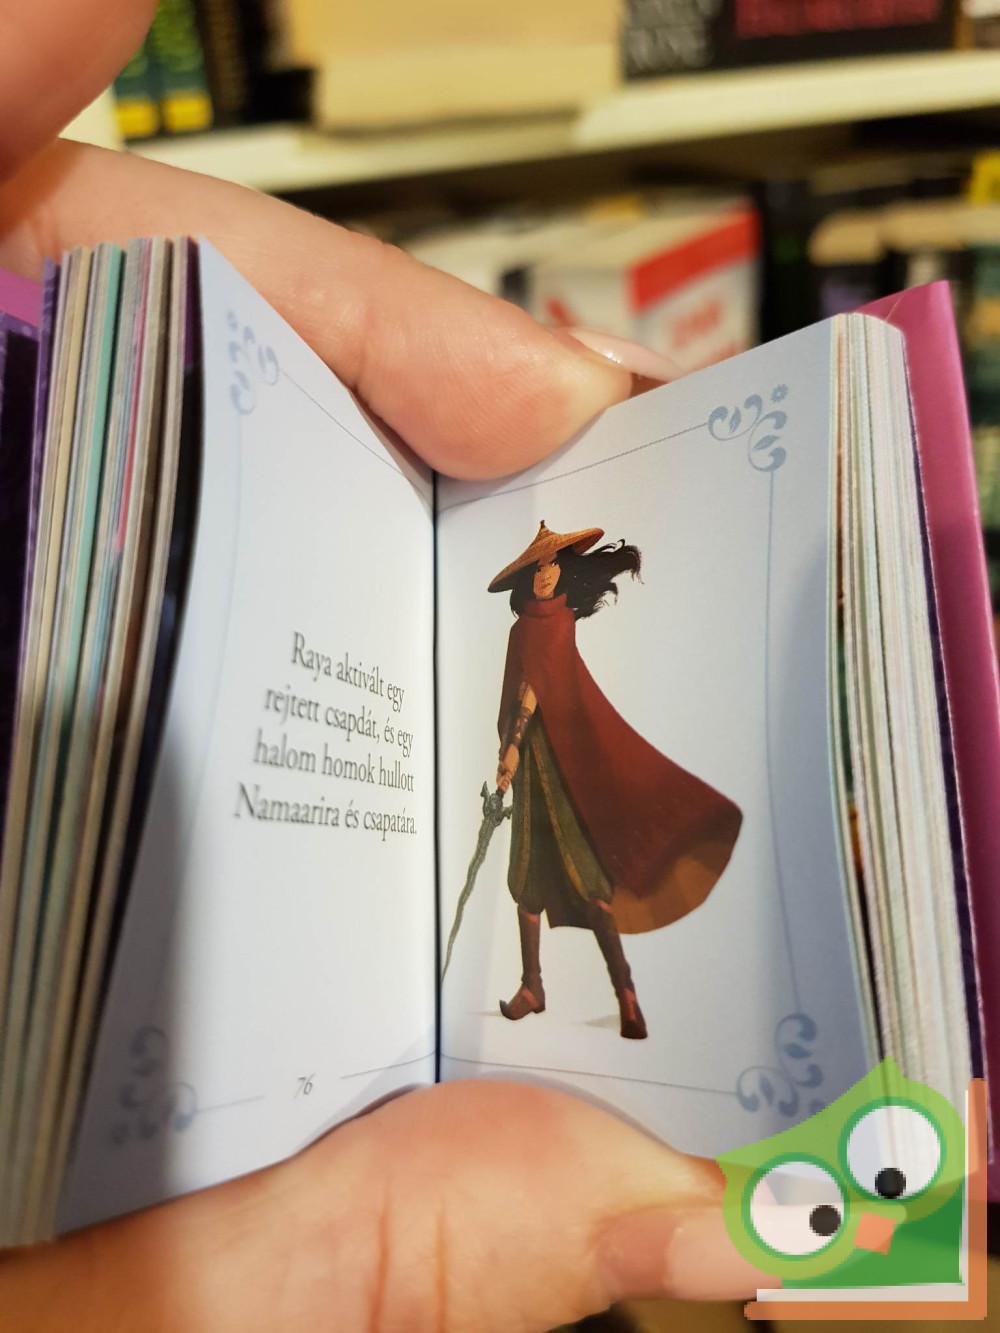 Raya aktivált egy
rejtett csapdát, és egy
halom homok hullott
Namaarira és csapatára.
76